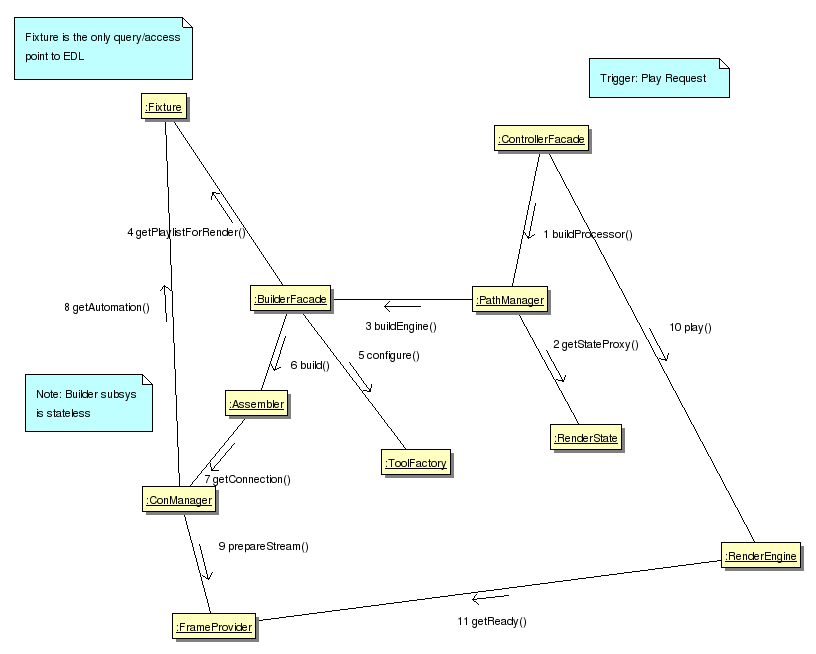 Fixture is the only query/access
point to EDL
Trigger: Play Request
:Fixture
:ControllerFacade
4 getPlaylistForRender()
1 buildProcessor()
:BuilderFacade
:PathManager
8 getAutomation()
3 buildEngine()
10 play()
2 getStateProxy()
5 configure()
6 build()
Note: Builder subsys
is stateless
:Assembler
:RenderState
:ToolFactory
7 getConnection()
:ConManager
9 prepareStream()
:RenderEngine
:FrameProvider
11 getReady()